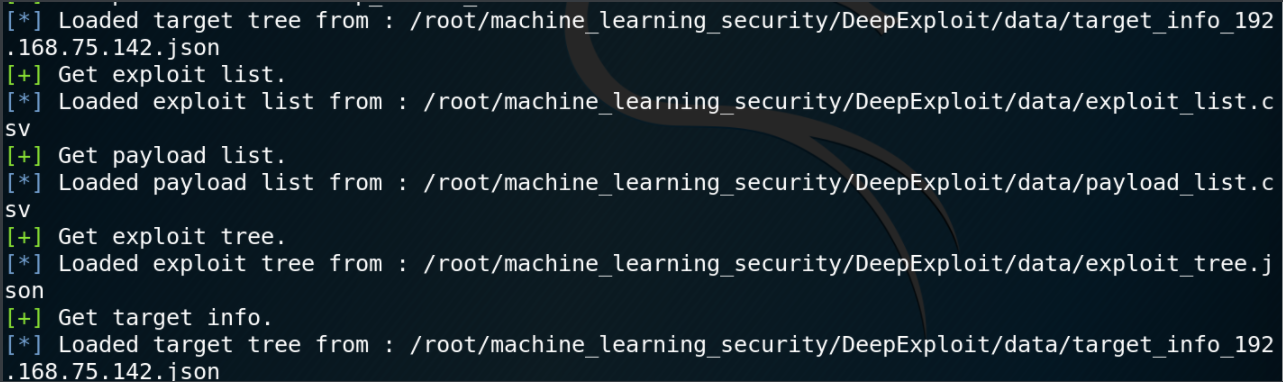 [*] Loaded target tree from : /root/machine_learning_security/DeepExploit/data/target_info_192
.168.75.142.json
[+] Get exploit list.
[*] Loaded exploit list from : /root/machine_learning_security/DeepExploit/data/exploit_list.c
sv
[+] Get payload list.
[*] Loaded payload list from : /root/machine_learning_security/DeepExploit/data/payload_list.c
sv
[+] Get exploit tree.
[*] Loaded exploit tree from : /root/machine_learning_security/DeepExploit/data/exploit_tree.j
son
[+] Get target info.
[*] Loaded target tree from : /root/machine_learning_security/DeepExploit/data/target_info_192
.168.75.142.json